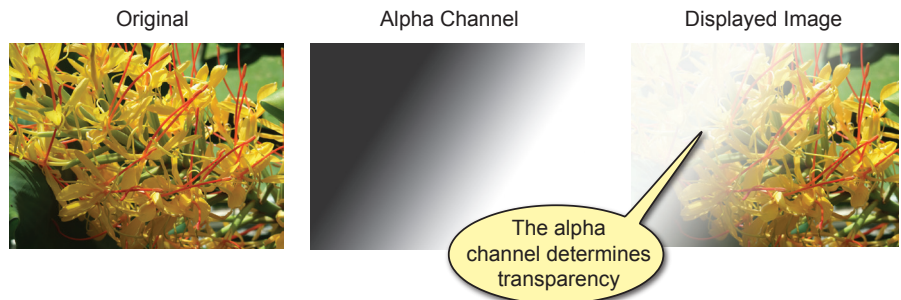 Original
Alpha Channel
Displayed Image
The alpha
channel determines
transparency